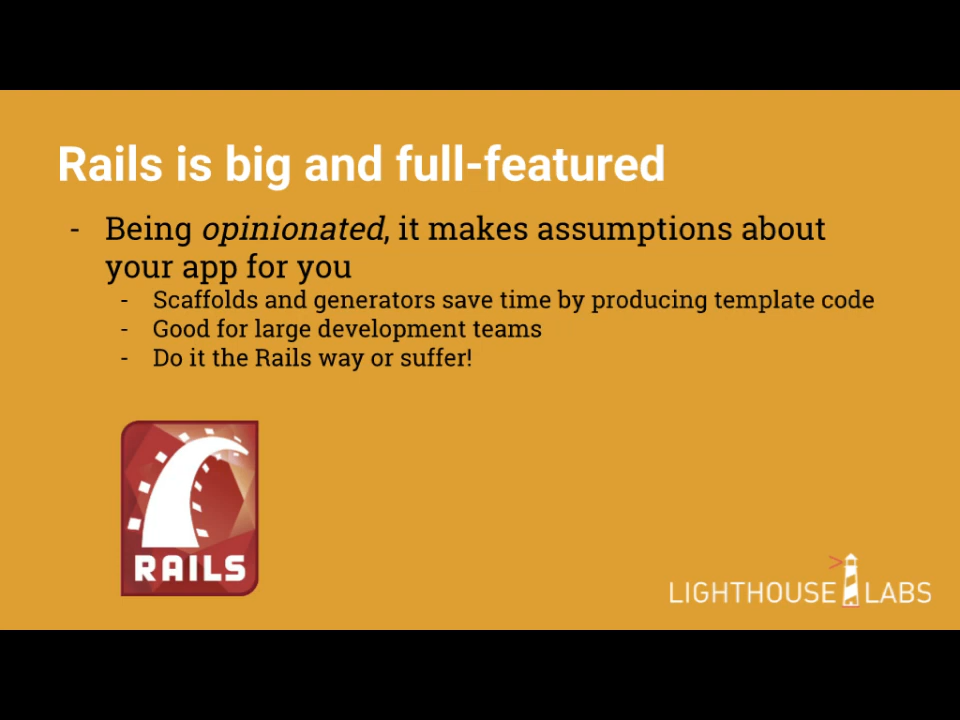 Rails is big and full-featured
- Being opinionated, it makes assumptions about
your app for you
- Scaffolds and generators save time by producing template code
- Good for large development teams
- Do it the Rails way or suffer!
RAILS
LIGHTHOUSE LABS